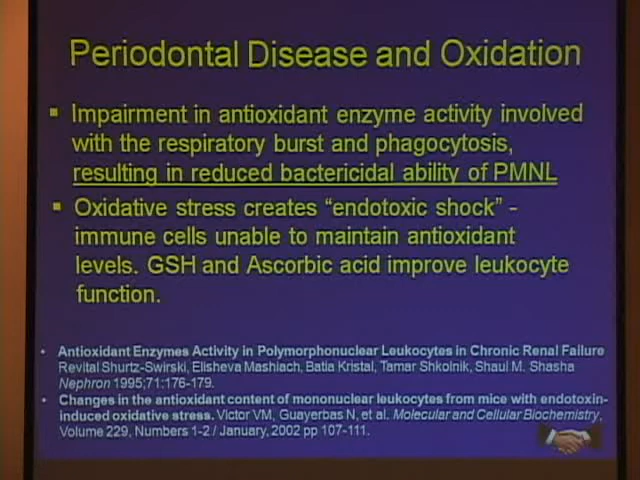 Periodontal Disease and Oxidation
▪ Impairment in antioxidant enzyme activity involved
with the respiratory burst and phagocytosis,
resulting in reduced bactericidal ability of PMNL
▪ Oxidative stress creates “endotoxic shock” -
immune cells unable to maintain antioxidant
levels. GSH and Ascorbic acid improve leukocyte
function.
• Antioxidant Enzymes Activity in Polymorphonuclear Leukocytes in Chronic Renal Failure
Revital Shurtz-Swirski, Elisheva Mashiach, Batia Kristal, Tamar Shkolnik, Shaul M. Shasha
Nephron 1995;71:176-179.
• Changes in the antioxidant content of mononuclear leukocytes from mice with endotoxin-
induced oxidative stress. Victor VM, Guayerbas N, et al. Molecular and Cellular Biochemistry,
Volume 229, Numbers 1-2 / January, 2002 pp 107-111.